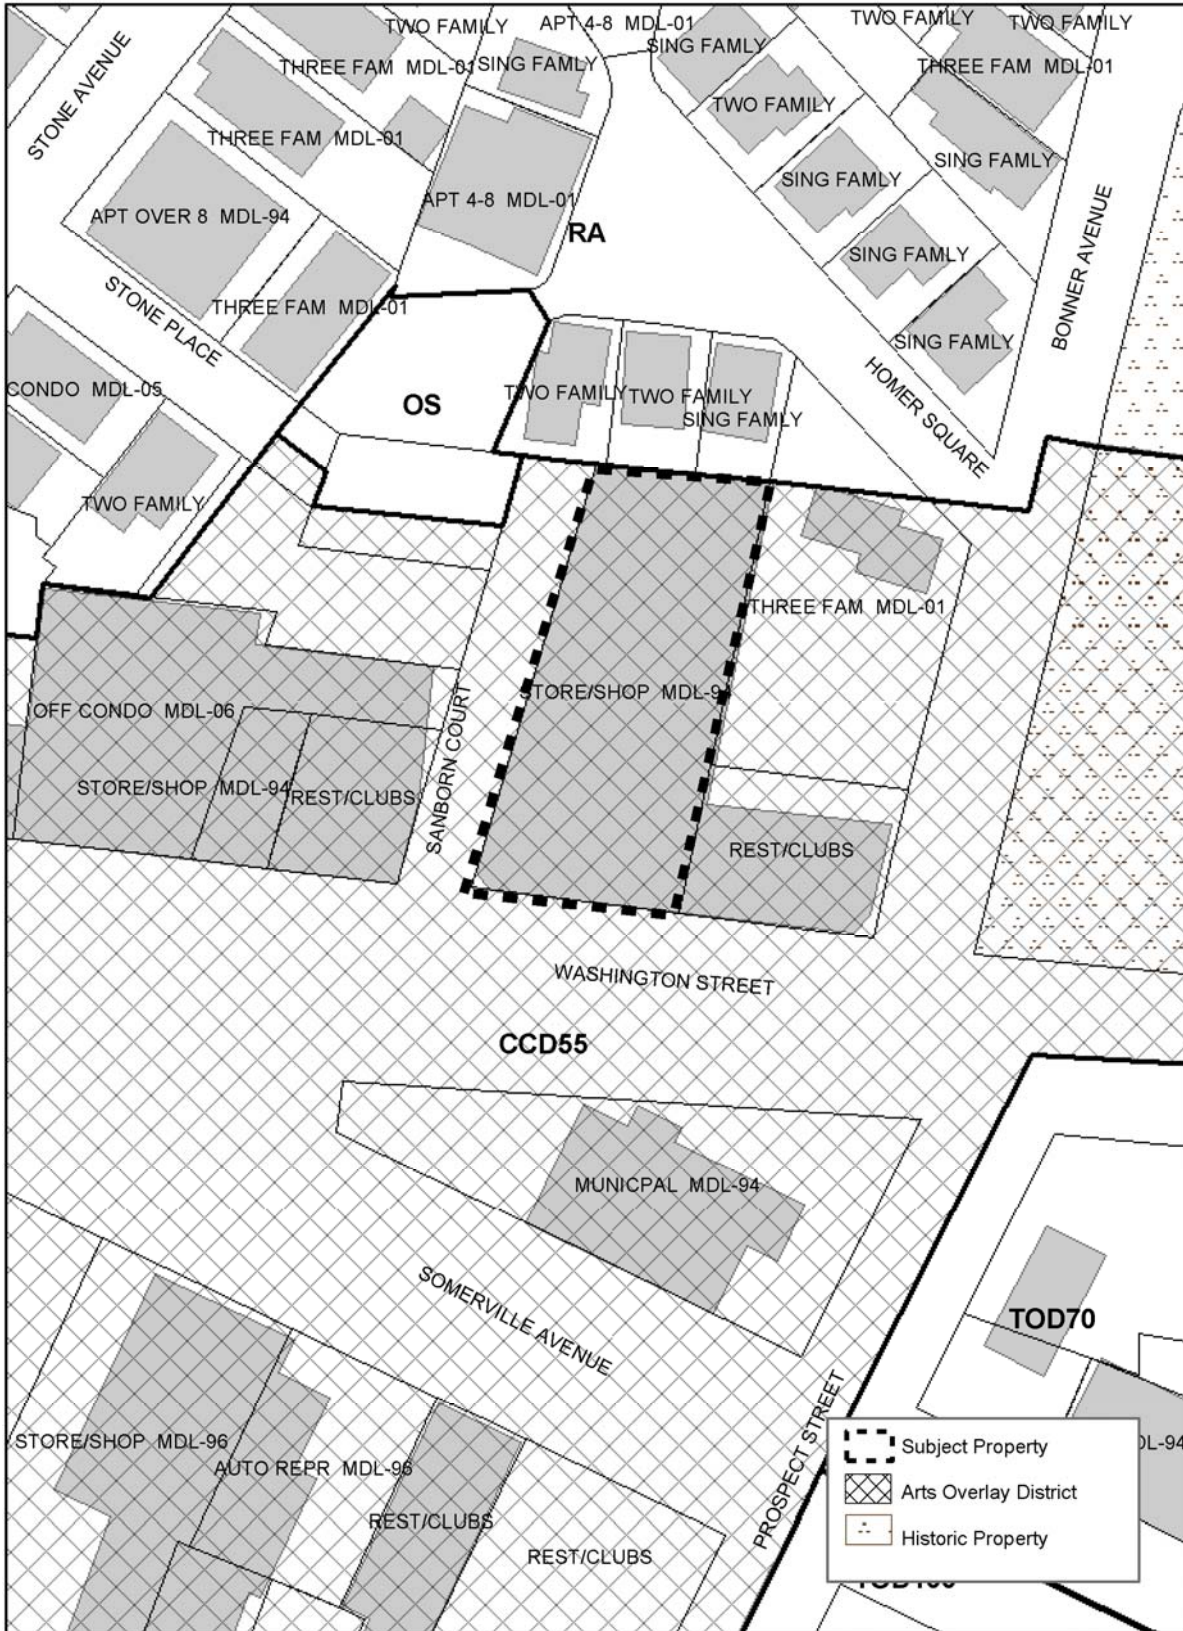 TWO FAMILY
APT 4-8 MDL-01
TWO FAMILY
TWO FAMILY
STONE AVENUE
THREE FAM MDL-01
SING FAMLY
SING FAMLY
THREE FAM MDL-01
TWO FAMILY
THREE FAM MDL-01
SING FAMLY
SING FAMLY
APT OVER 8 MDL-94
APT 4-8 MDL-01
RA
SING FAMLY
BONNER AVENUE
STONE PLACE
THREE FAM MDL-01
SING FAMLY
CONDO MDL-05
OS
TWO FAMILY
TWO FAMILY
SING FAMLY
HOMER SQUARE
TWO FAMILY
THREE FAM MDL-01
STORE/SHOP MDL-94
OFF CONDO MDL-06
SANBORN COURT
STORE/SHOP MDL-94
REST/CLUBS
REST/CLUBS
WASHINGTON STREET
CCD55
MUNICPAL MDL-94
SOMERVILLE AVENUE
TOD70
PROSPECT STREET
STORE/SHOP MDL-96
AUTO REPR MDL-96
REST/CLUBS
REST/CLUBS
DL-94
Subject Property
Arts Overlay District
Historic Property